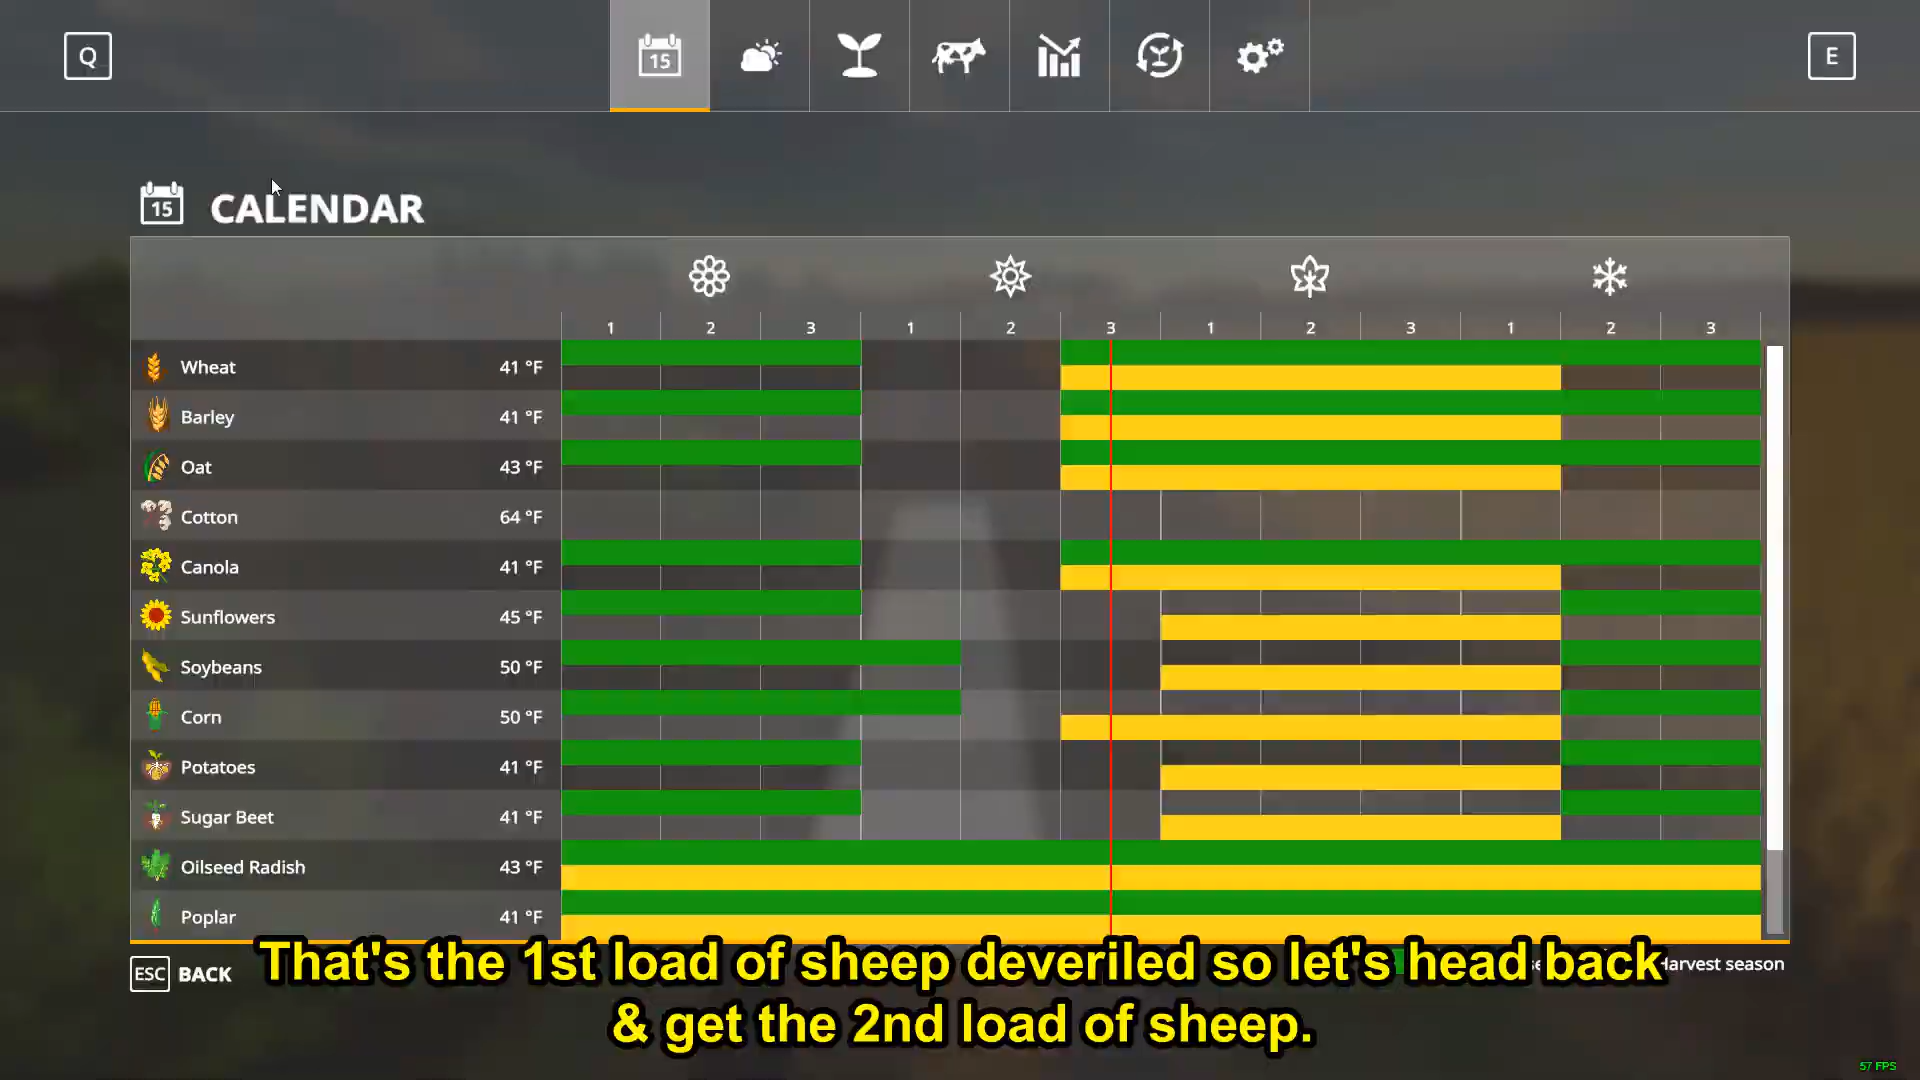 Q
15
E
15 CALENDAR
1 2 3 1 2 3 1 2 3 1 2 3
Wheat 41 °F
Barley 41 °F
Oat 43 °F
Cotton 64 °F
Canola 41 °F
Sunflowers 45 °F
Soybeans 50 °F
Corn 50 °F
Potatoes 41 °F
Sugar Beet 41 °F
Oilseed Radish 43 °F
Poplar 41 °F
ESC BACK
Harvest season
That's the 1st load of sheep deveriled so let's head back
& get the 2nd load of sheep.
57 FPS